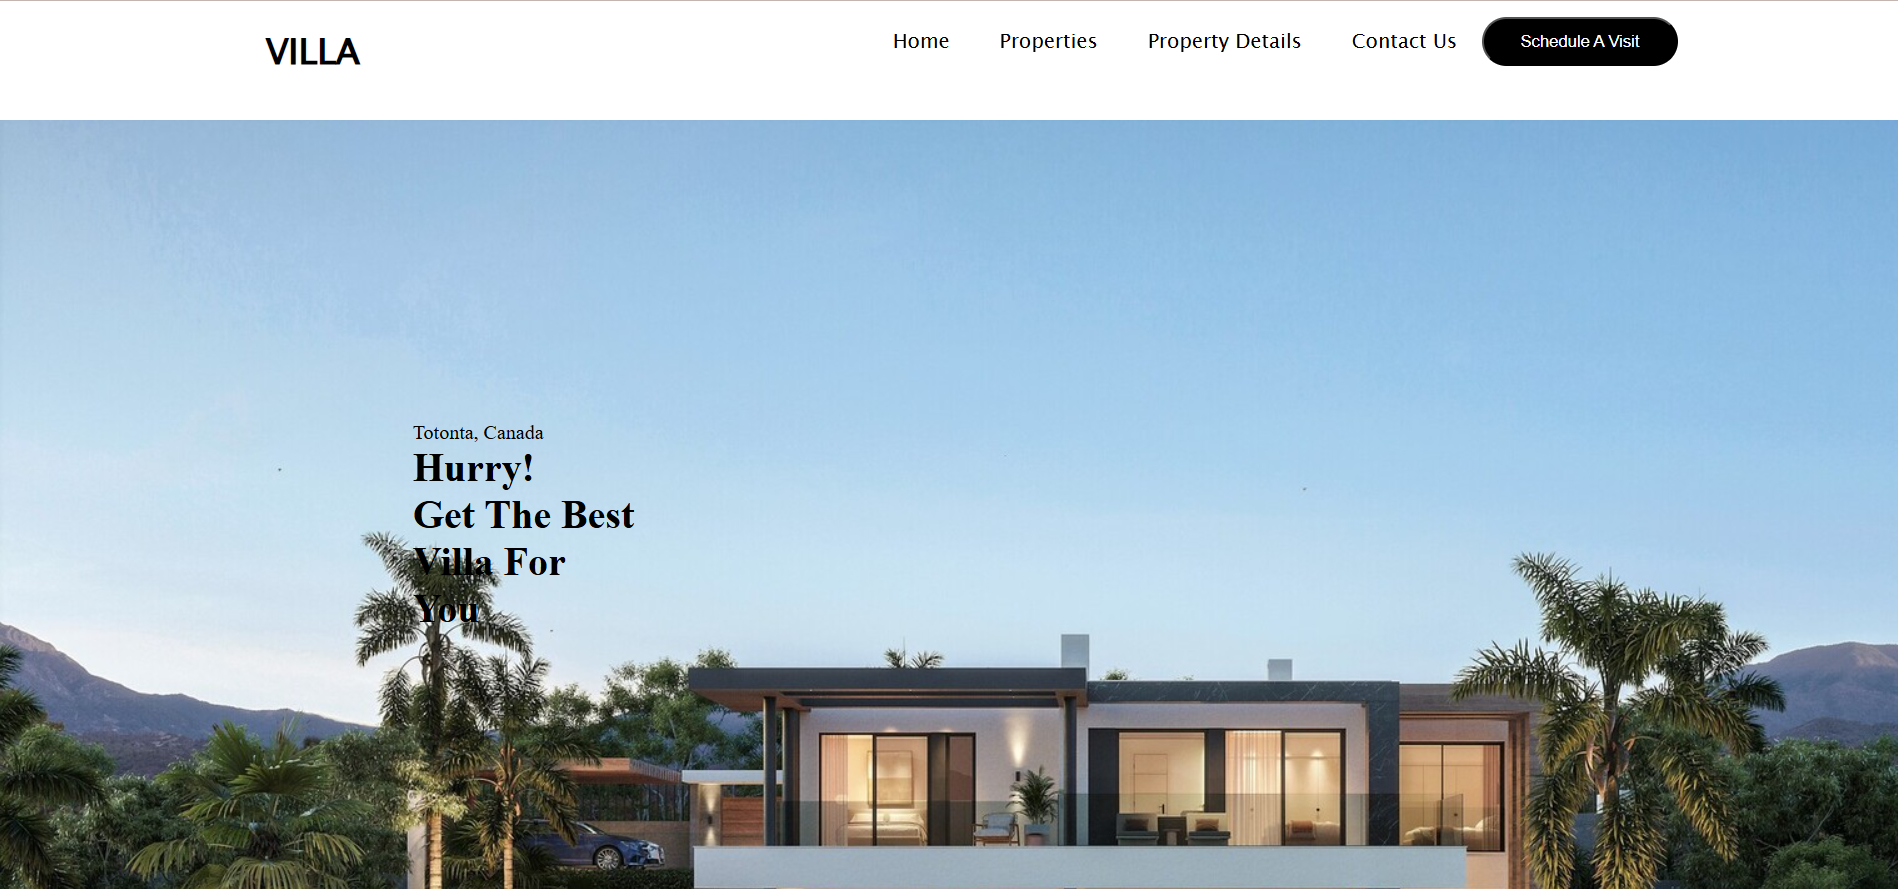 VILLA
Home
Properties
Property Details
Contact Us
Schedule A Visit
Totonta, Canada
Hurry!
Get The Best
Villa For
You